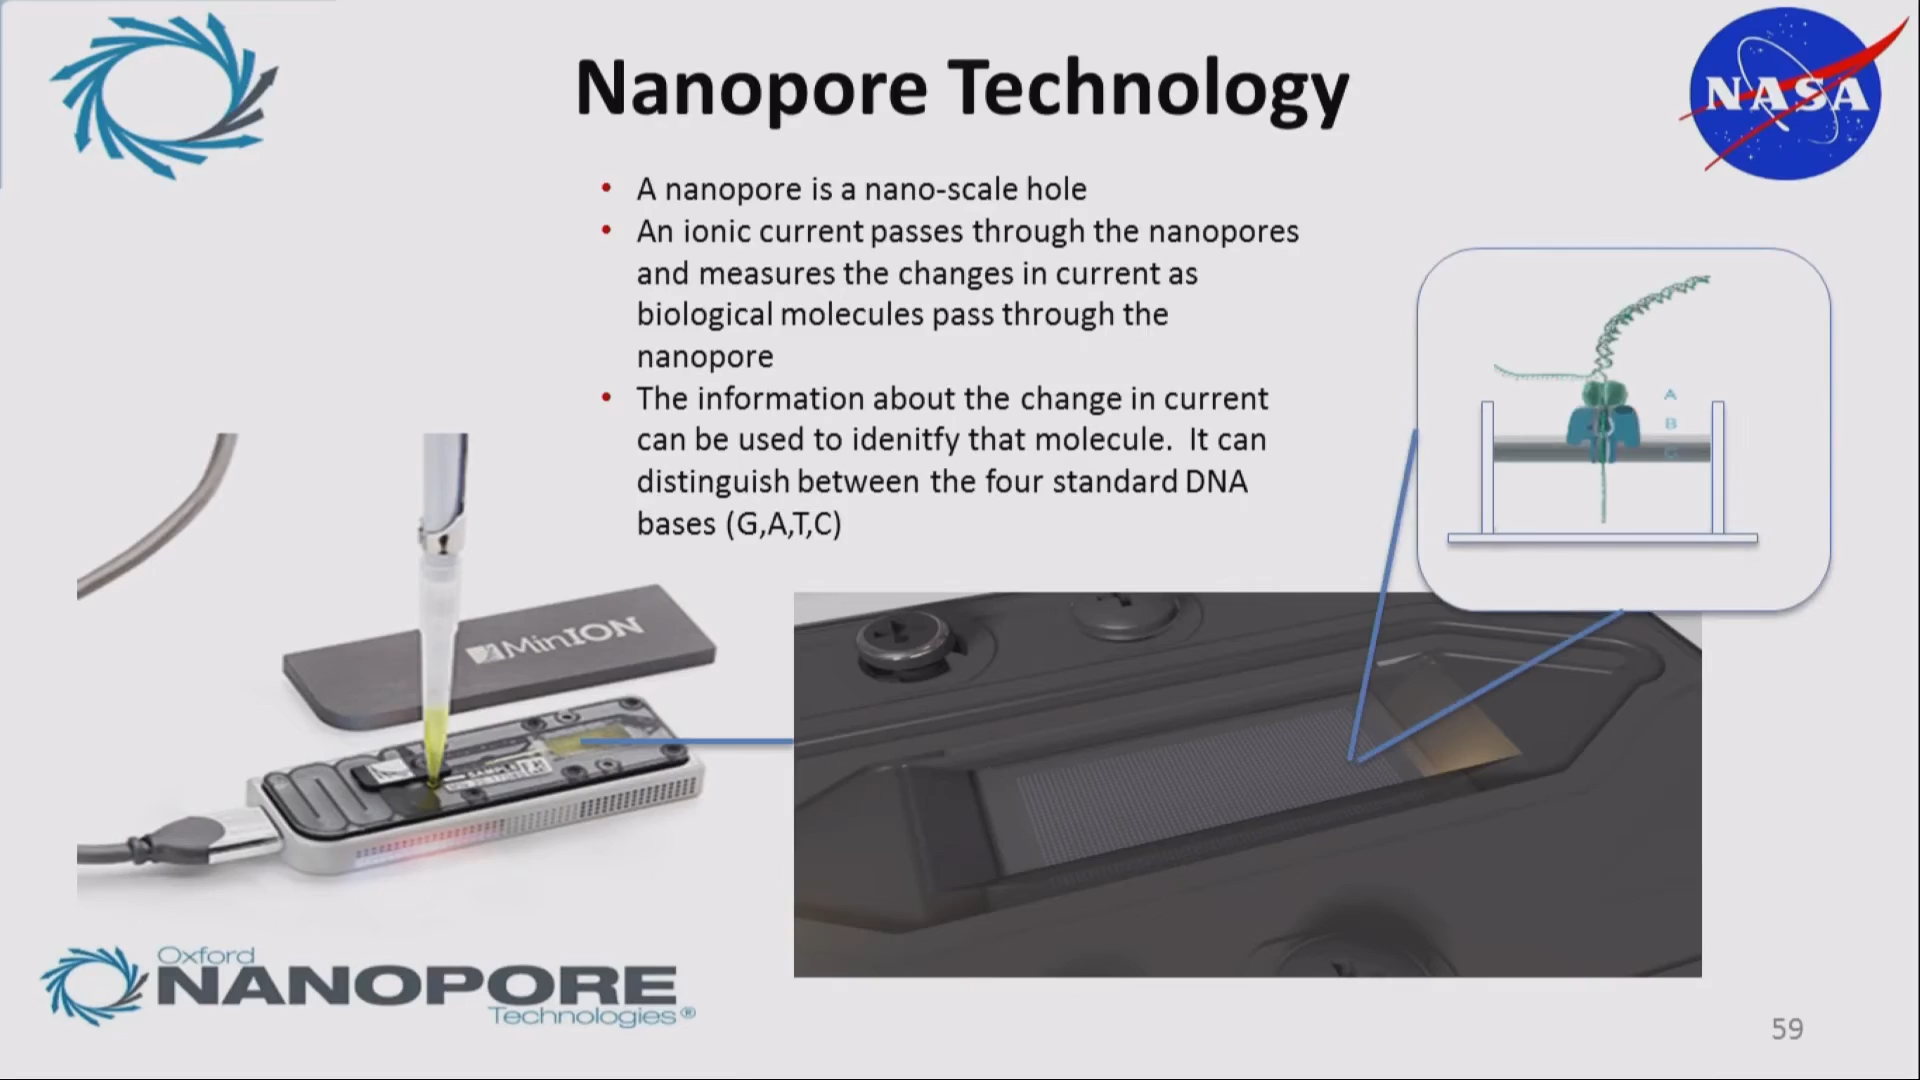 Nanopore Technology
NASA
• A nanopore is a nano-scale hole
• An ionic current passes through the nanopores
and measures the changes in current as
biological molecules pass through the
nanopore
• The information about the change in current
can be used to idenitfy that molecule. It can
distinguish between the four standard DNA
bases (G,A,T,C)
A
B
MinION
Oxford
NANOPORE
Technologies®
59